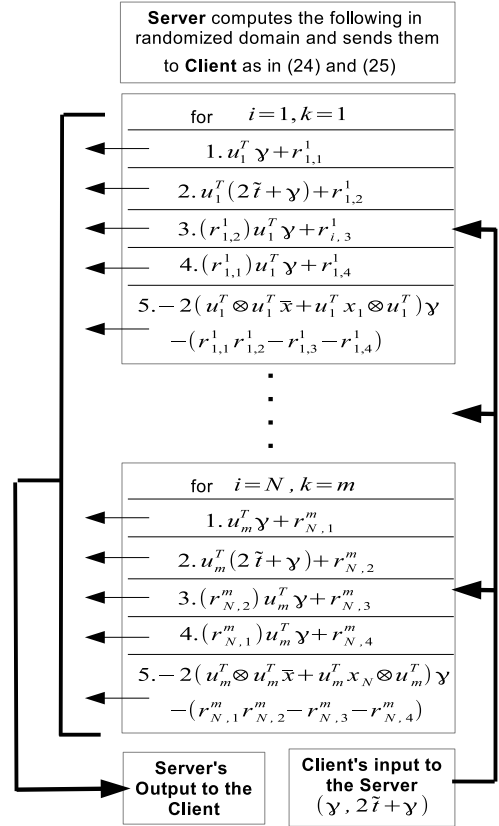 Server computes the following in
randomized domain and sends them
to Client as in (24) and (25)
for i=1, k=1
1. u_1^T γ + r_{1,1}^1
2. u_1^T (2 t̃ + γ) + r_{1,2}^1
3. (r_{1,2}^1) u_1^T γ + r_{i,3}^1
4. (r_{1,1}^1) u_1^T γ + r_{1,4}^1
5. −2(u_1^T ⊗ u_1^T x̄ + u_1^T x_1 ⊗ u_1^T) γ
−(r_{1,1}^1 r_{1,2}^1 − r_{1,3}^1 − r_{1,4}^1)
for i=N, k=m
1. u_m^T γ + r_{N,1}^m
2. u_m^T (2 t̃ + γ) + r_{N,2}^m
3. (r_{N,2}^m) u_m^T γ + r_{N,3}^m
4. (r_{N,1}^m) u_m^T γ + r_{N,4}^m
5. −2(u_m^T ⊗ u_m^T x̄ + u_m^T x_N ⊗ u_m^T) γ
−(r_{N,1}^m r_{N,2}^m − r_{N,3}^m − r_{N,4}^m)
Server's
Output to the
Client
Client's input to
the Server
(γ, 2 t̃ + γ)